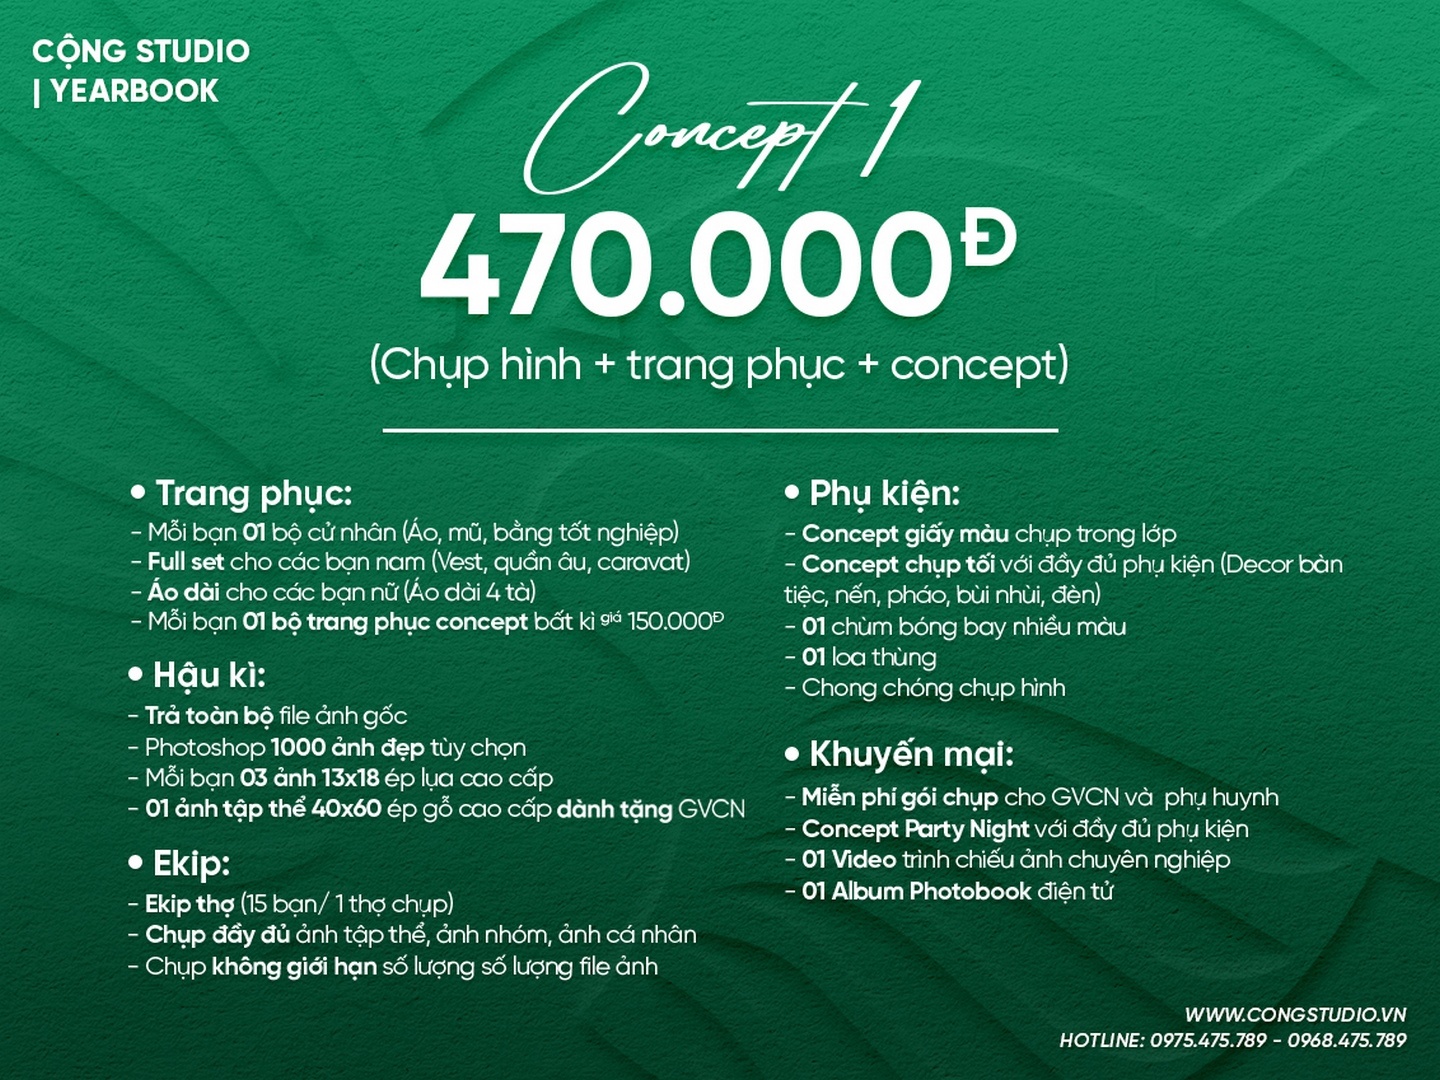 CỘNG STUDIO
| YEARBOOK
Concept 1
470.000Đ
(Chụp hình + trang phục + concept)
• Trang phục:
- Mỗi bạn 01 bộ cử nhân (Áo, mũ, bằng tốt nghiệp)
- Full set cho các bạn nam (Vest, quần âu, caravat)
- Áo dài cho các bạn nữ (Áo dài 4 tà)
- Mỗi bạn 01 bộ trang phục concept bất kì giá 150.000Đ
• Hậu kì:
- Trả toàn bộ file ảnh gốc
- Photoshop 1000 ảnh đẹp tùy chọn
- Mỗi bạn 03 ảnh 13x18 ép lụa cao cấp
- 01 ảnh tập thể 40x60 ép gỗ cao cấp dành tặng GVCN
• Ekip:
- Ekip thợ (15 bạn/ 1 thợ chụp)
- Chụp đầy đủ ảnh tập thể, ảnh nhóm, ảnh cá nhân
- Chụp không giới hạn số lượng số lượng file ảnh
• Phụ kiện:
- Concept giấy màu chụp trong lớp
- Concept chụp tối với đầy đủ phụ kiện (Decor bàn
tiệc, nến, pháo, bùi nhùi, đèn)
- 01 chùm bóng bay nhiều màu
- 01 loa thùng
- Chong chóng chụp hình
• Khuyến mại:
- Miễn phí gói chụp cho GVCN và phụ huynh
- Concept Party Night với đầy đủ phụ kiện
- 01 Video trình chiếu ảnh chuyên nghiệp
- 01 Album Photobook điện tử
WWW.CONGSTUDIO.VN
HOTLINE: 0975.475.789 - 0968.475.789